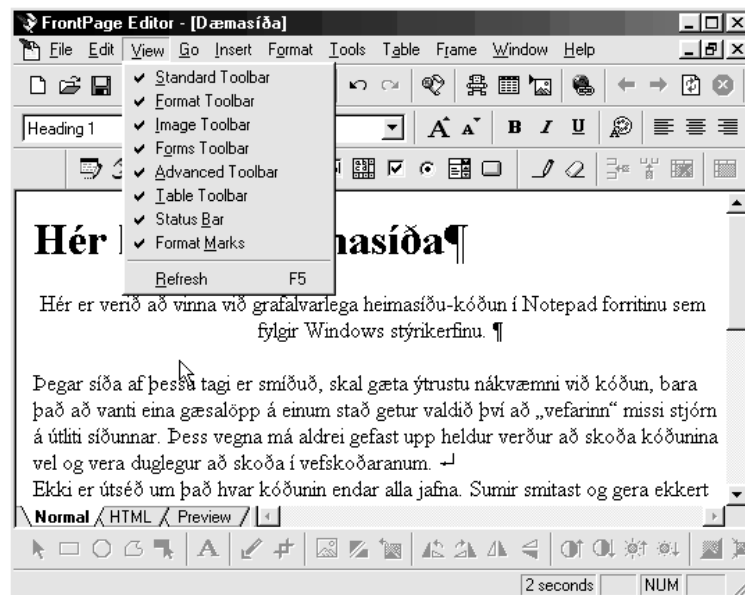 FrontPage Editor - [Dæmasíða]
File Edit View Go Insert Format Tools Table Frame Window Help
Standard Toolbar
Format Toolbar
Image Toolbar
Forms Toolbar
Advanced Toolbar
Table Toolbar
Status Bar
Format Marks
Refresh F5
Heading 1
A A B I U
Hér masíða¶
Hér er verið að vinna við grafalvarlega heimasíðu-kóðun í Notepad forritinu sem
fylgir Windows stýrikerfinu. ¶
Þegar síða af þessu tagi er smíðuð, skal gæta ýtrustu nákvæmni við kóðun, bara
það að vanti eina gæsalöpp á einum stað getur valdið því að „vefarinn“ missi stjórn
á útliti síðunnar. Þess vegna má aldrei gefast upp heldur verður að skoða kóðunina
vel og vera duglegur að skoða í vefskoðaranum. ↵
Ekki er útséð um það hvar kóðunin endar alla jafna. Sumir smitast og gera ekkert
Normal HTML Preview
A
2 seconds NUM